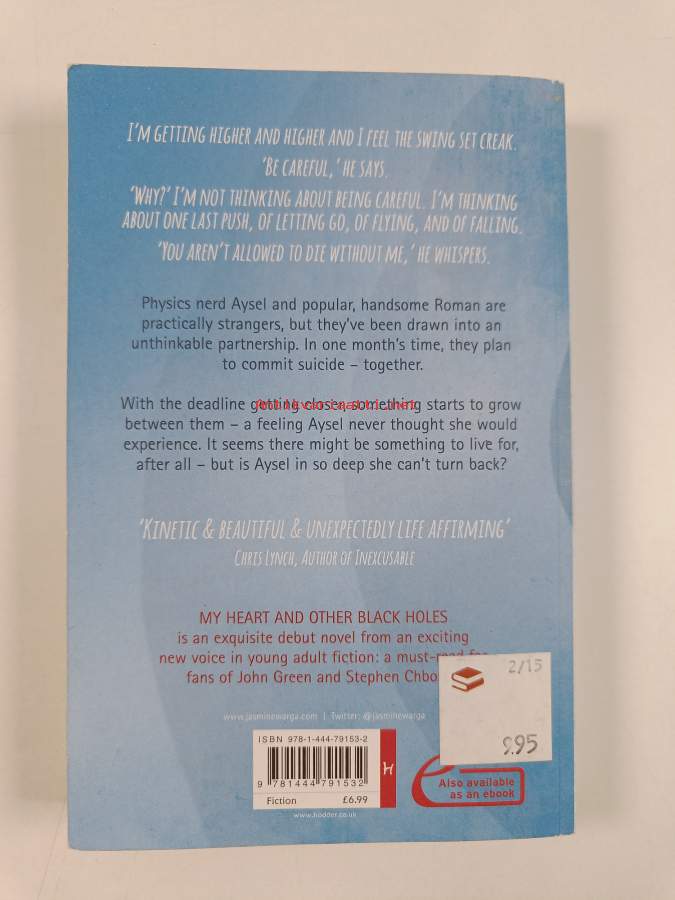 I'M GETTING HIGHER AND HIGHER AND I FEEL THE SWING SET CREAK.
'BE CAREFUL,' HE SAYS.
'WHY?' I'M NOT THINKING ABOUT BEING CAREFUL. I'M THINKING
ABOUT ONE LAST PUSH, OF LETTING GO, OF FLYING, AND OF FALLING.
'YOU AREN'T ALLOWED TO DIE WITHOUT ME,' HE WHISPERS.
Physics nerd Aysel and popular, handsome Roman are
practically strangers, but they've been drawn into an
unthinkable partnership. In one month's time, they plan
to commit suicide – together.
With the deadline getting closer, something starts to grow
Antikvariaatti.net
between them – a feeling Aysel never thought she would
experience. It seems there might be something to live for,
after all – but is Aysel in so deep she can't turn back?
'KINETIC & BEAUTIFUL & UNEXPECTEDLY LIFE AFFIRMING'
CHRIS LYNCH, AUTHOR OF INEXCUSABLE
MY HEART AND OTHER BLACK HOLES
is an exquisite debut novel from an exciting
new voice in young adult fiction: a must-read for
fans of John Green and Stephen Chbo
2/15
9.95
www.jasminewarga.com | Twitter: @jasminewarga
ISBN 978-1-444-79153-2
9 781444 791532
Fiction £6.99
www.hodder.co.uk
Also available
as an ebook